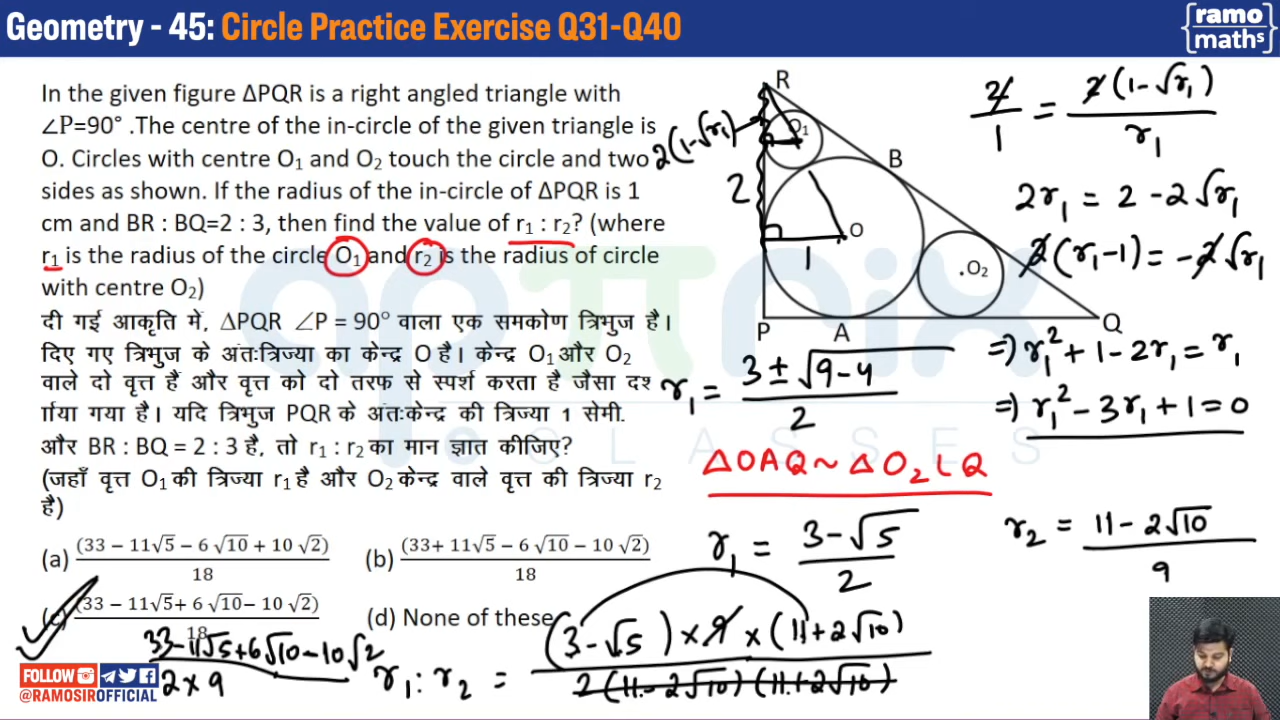 Geometry - 45: Circle Practice Exercise Q31-Q40
ramo maths
In the given figure ΔPQR is a right angled triangle with
∠P=90° .The centre of the in-circle of the given triangle is
O. Circles with centre O₁ and O₂ touch the circle and two
sides as shown. If the radius of the in-circle of ΔPQR is 1
cm and BR : BQ=2 : 3, then find the value of r₁ : r₂? (where
r₁ is the radius of the circle O₁ and r₂ is the radius of circle
with centre O₂)
दी गई आकृति में, ΔPQR ∠P = 90° वाला एक समकोण त्रिभुज है।
दिए गए त्रिभुज के अंतःत्रिज्या का केन्द्र O है। केन्द्र O₁ और O₂
वाले दो वृत्त हैं और वृत्त को दो तरफ से स्पर्श करता है जैसा दश
र्ाया गया है। यदि त्रिभुज PQR के अंतःकेन्द्र की त्रिज्या 1 सेमी.
और BR : BQ = 2 : 3 है, तो r₁ : r₂ का मान ज्ञात कीजिए?
(जहाँ वृत्त O₁ की त्रिज्या r₁ है और O₂ केन्द्र वाले वृत्त की त्रिज्या r₂
है)
(a) (33 − 11√5 − 6 √10 + 10 √2)/18 (b) (33+ 11√5 − 6 √10 − 10 √2)/18
(c) (33 − 11√5+ 6 √10− 10 √2)/18 (d) None of these
33-11√5+6√10-10√2 / 2×9
R
O₁
2(1-√r₁)
2
B
O
1
O₂
P
A
Q
2/1 = 2(1-√r₁)/r₁
2r₁ = 2 -2√r₁
2(r₁-1) = -2√r₁
=) r₁²+1-2r₁ = r₁
=) r₁²-3r₁+1=0
r₁ = (3 ± √9-4)/2
ΔOAQ ~ ΔO₂LQ
r₁ = (3-√5)/2
r₂ = (11-2√10)/9
r₁ : r₂ = (3-√5)×9×(11+2√10) / 2(11-2√10)(11+2√10)
apttrix
CLASSES
FOLLOW
@RAMOSIROFFICIAL